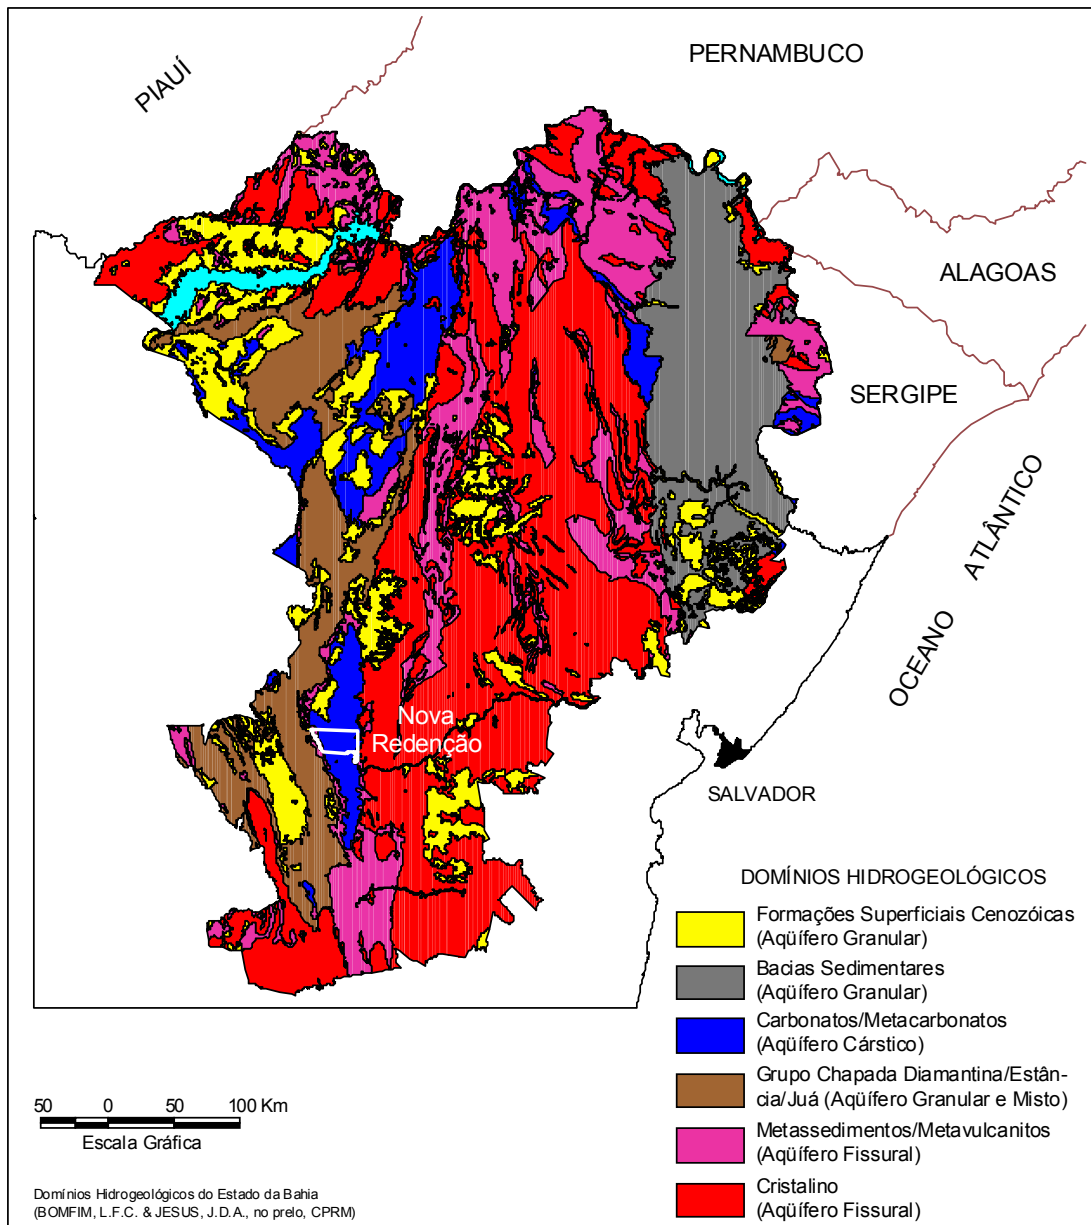 PIAUÍ
PERNAMBUCO
ALAGOAS
SERGIPE
OCEANO ATLÂNTICO
Nova
Redenção
SALVADOR
DOMÍNIOS HIDROGEOLÓGICOS
Formações Superficiais Cenozóicas
(Aqüífero Granular)
Bacias Sedimentares
(Aqüífero Granular)
Carbonatos/Metacarbonatos
(Aqüífero Cárstico)
Grupo Chapada Diamantina/Estân-
cia/Juá (Aqüífero Granular e Misto)
Metassedimentos/Metavulcanitos
(Aqüífero Fissural)
Cristalino
(Aqüífero Fissural)
50 0 50 100 Km
Escala Gráfica
Domínios Hidrogeológicos do Estado da Bahia
(BOMFIM, L.F.C. & JESUS, J.D.A., no prelo, CPRM)